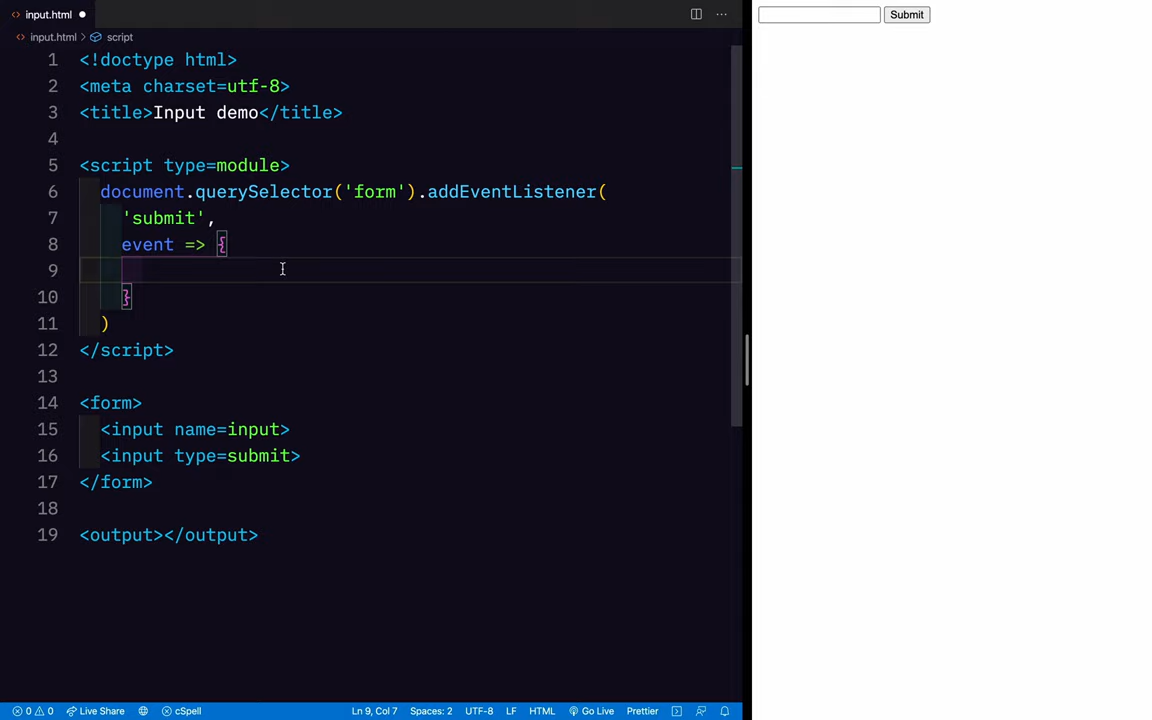 input.html
input.html script
1 <!doctype html>
2 <meta charset=utf-8>
3 <title>Input demo</title>
4
5 <script type=module>
6 document.querySelector('form').addEventListener(
7 'submit',
8 event => {
9
10 }
11 )
12 </script>
13
14 <form>
15 <input name=input>
16 <input type=submit>
17 </form>
18
19 <output></output>
0 0 Live Share cSpell Ln 9, Col 7 Spaces: 2 UTF-8 LF HTML Go Live Prettier
Submit